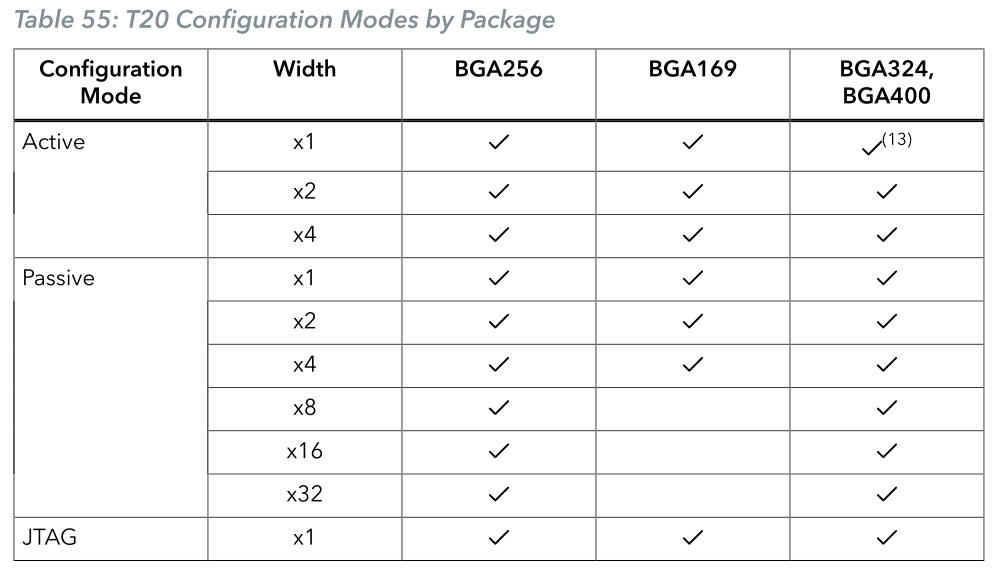 Table 55: T20 Configuration Modes by Package
Configuration Mode Width BGA256 BGA169 BGA324, BGA400
Active x1 ✓ ✓ ✓(13)
x2 ✓ ✓ ✓
x4 ✓ ✓ ✓
Passive x1 ✓ ✓ ✓
x2 ✓ ✓ ✓
x4 ✓ ✓ ✓
x8 ✓ ✓
x16 ✓ ✓
x32 ✓ ✓
JTAG x1 ✓ ✓ ✓